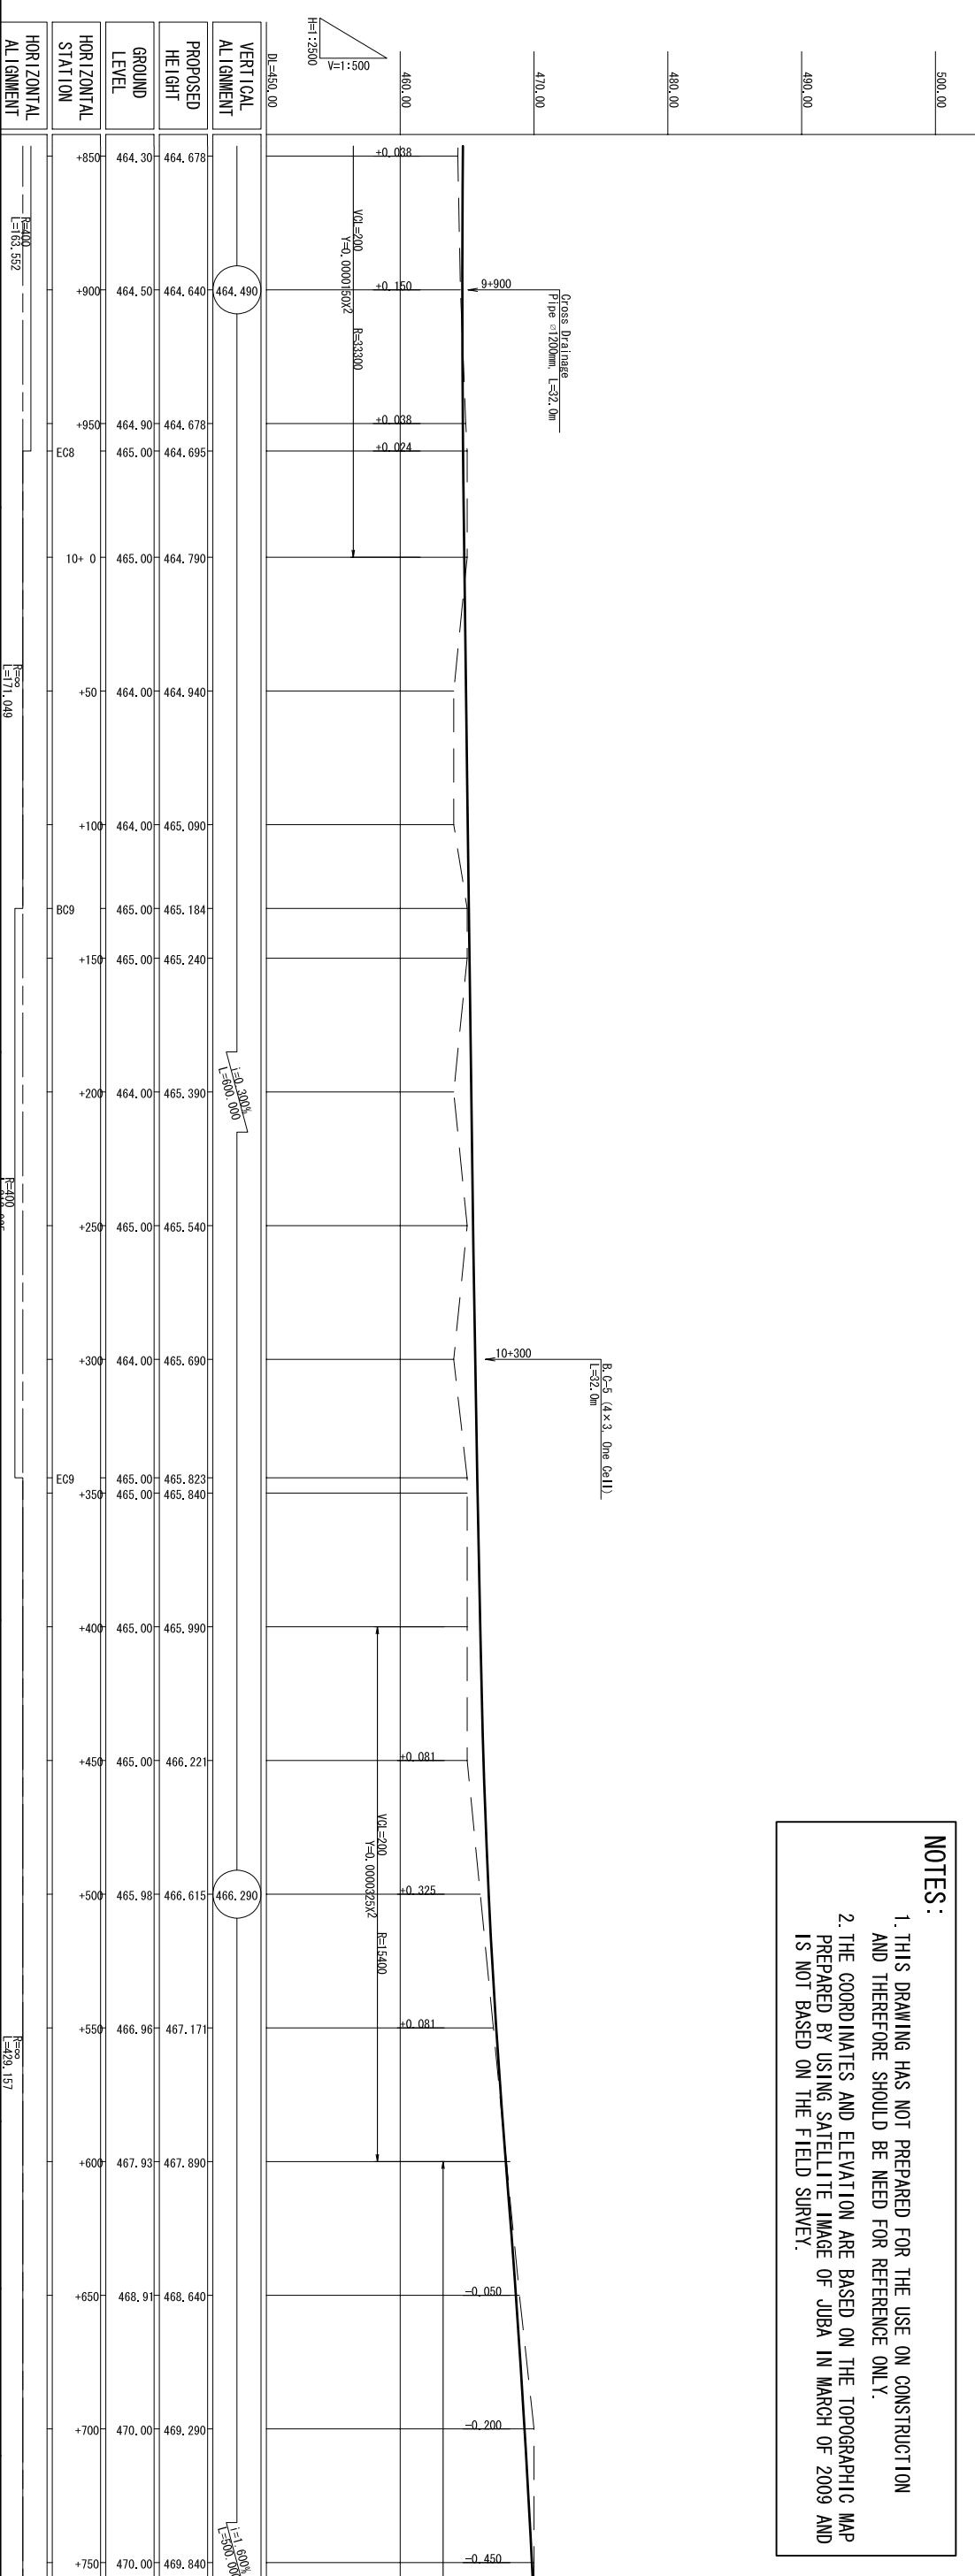 500.00
490.00
480.00
470.00
460.00
DL=450.00
H=1:2500
V=1:500
VERTICAL
ALIGNMENT
PROPOSED
HEIGHT
GROUND
LEVEL
HORIZONTAL
STATION
HORIZONTAL
ALIGNMENT
NOTES:
1. THIS DRAWING HAS NOT PREPARED FOR THE USE ON CONSTRUCTION
AND THEREFORE SHOULD BE NEED FOR REFERENCE ONLY.
2. THE COORDINATES AND ELEVATION ARE BASED ON THE TOPOGRAPHIC MAP
PREPARED BY USING SATELLITE IMAGE OF JUBA IN MARCH OF 2009 AND
IS NOT BASED ON THE FIELD SURVEY.
Cross Drainage
Pipe ⌀1200mm, L=32.0m
9+900
B.C-5 (4×3, One Cell)
L=32.0m
10+300
VCL=200
Y=0.0000150X2 R=33300
VCL=200
Y=0.0000325X2 R=15400
464.490
i=0.300%
L=600.000
466.290
i=1.600%
+850 464.30 464.678 +0.038
+900 464.50 464.640 +0.150
+950 464.90 464.678 +0.038
EC8 465.00 464.695 +0.024
10+ 0 465.00 464.790
+50 464.00 464.940
+100 464.00 465.090
BC9 465.00 465.184
+150 465.00 465.240
+200 464.00 465.390
+250 465.00 465.540
+300 464.00 465.690
EC9 465.00 465.823
+350 465.00 465.840
+400 465.00 465.990
+450 465.00 466.221 +0.081
+500 465.98 466.615 +0.325
+550 466.96 467.171 +0.081
+600 467.93 467.890
+650 468.91 468.640 -0.050
+700 470.00 469.290 -0.200
+750 470.00 469.840 -0.450
R=400
L=163.552
R=∞
L=171.049
R=400
R=∞
L=429.157